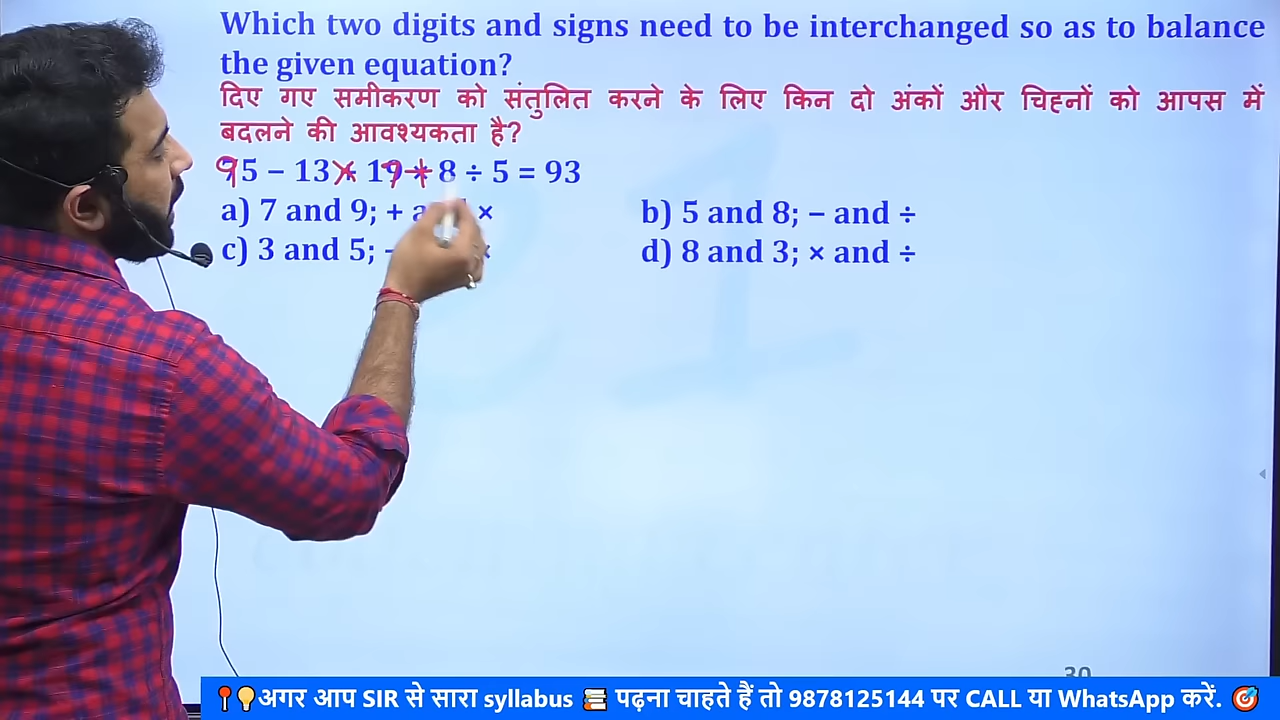 Which two digits and signs need to be interchanged so as to balance
the given equation?
दिए गए समीकरण को संतुलित करने के लिए किन दो अंकों और चिह्नों को आपस में
बदलने की आवश्यकता है?
75 – 13 + 19 × 8 ÷ 5 = 93
a) 7 and 9; + ×
b) 5 and 8; – and ÷
c) 3 and 5;
d) 8 and 3; × and ÷
30
अगर आप SIR से सारा syllabus 📚 पढ़ना चाहते हैं तो 9878125144 पर CALL या WhatsApp करें. 🎯